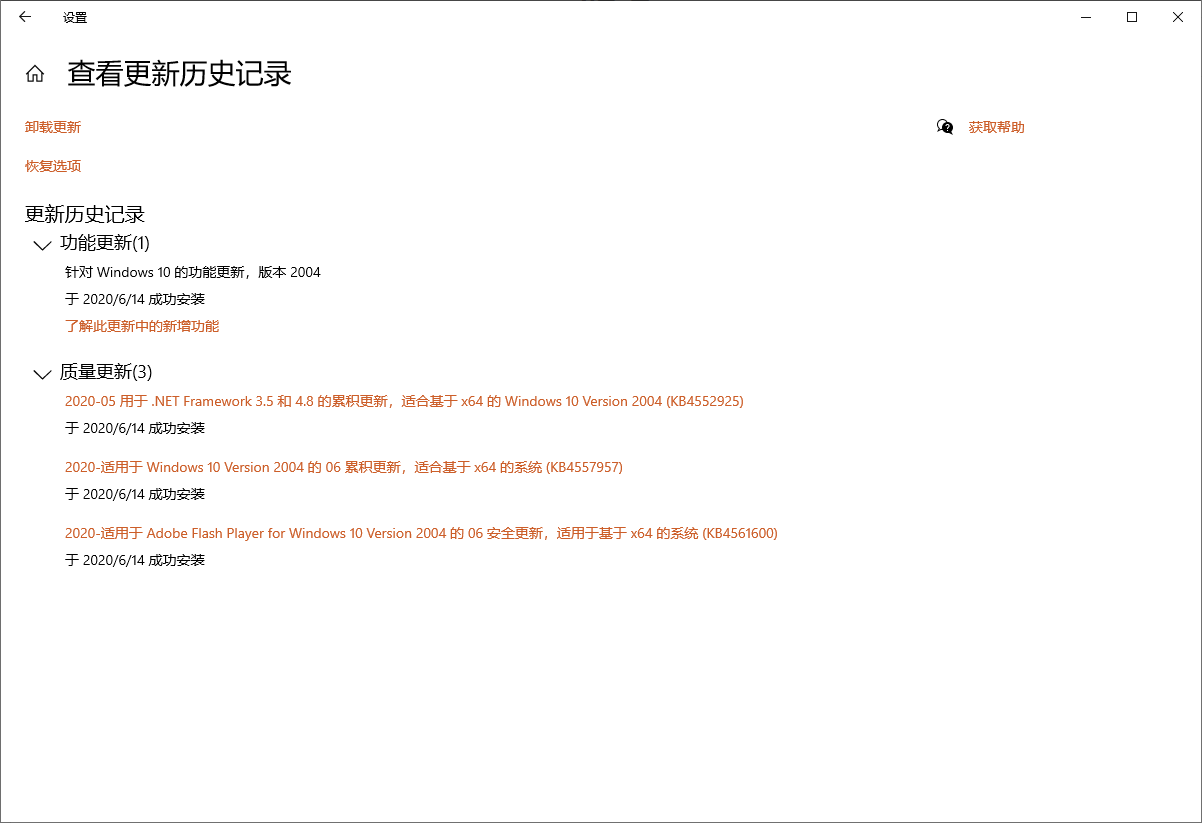 设置
查看更新历史记录
卸载更新
获取帮助
恢复选项
更新历史记录
功能更新(1)
针对 Windows 10 的功能更新，版本 2004
于 2020/6/14 成功安装
了解此更新中的新增功能
质量更新(3)
2020-05 用于 .NET Framework 3.5 和 4.8 的累积更新，适合基于 x64 的 Windows 10 Version 2004 (KB4552925)
于 2020/6/14 成功安装
2020-适用于 Windows 10 Version 2004 的 06 累积更新，适合基于 x64 的系统 (KB4557957)
于 2020/6/14 成功安装
2020-适用于 Adobe Flash Player for Windows 10 Version 2004 的 06 安全更新，适用于基于 x64 的系统 (KB4561600)
于 2020/6/14 成功安装